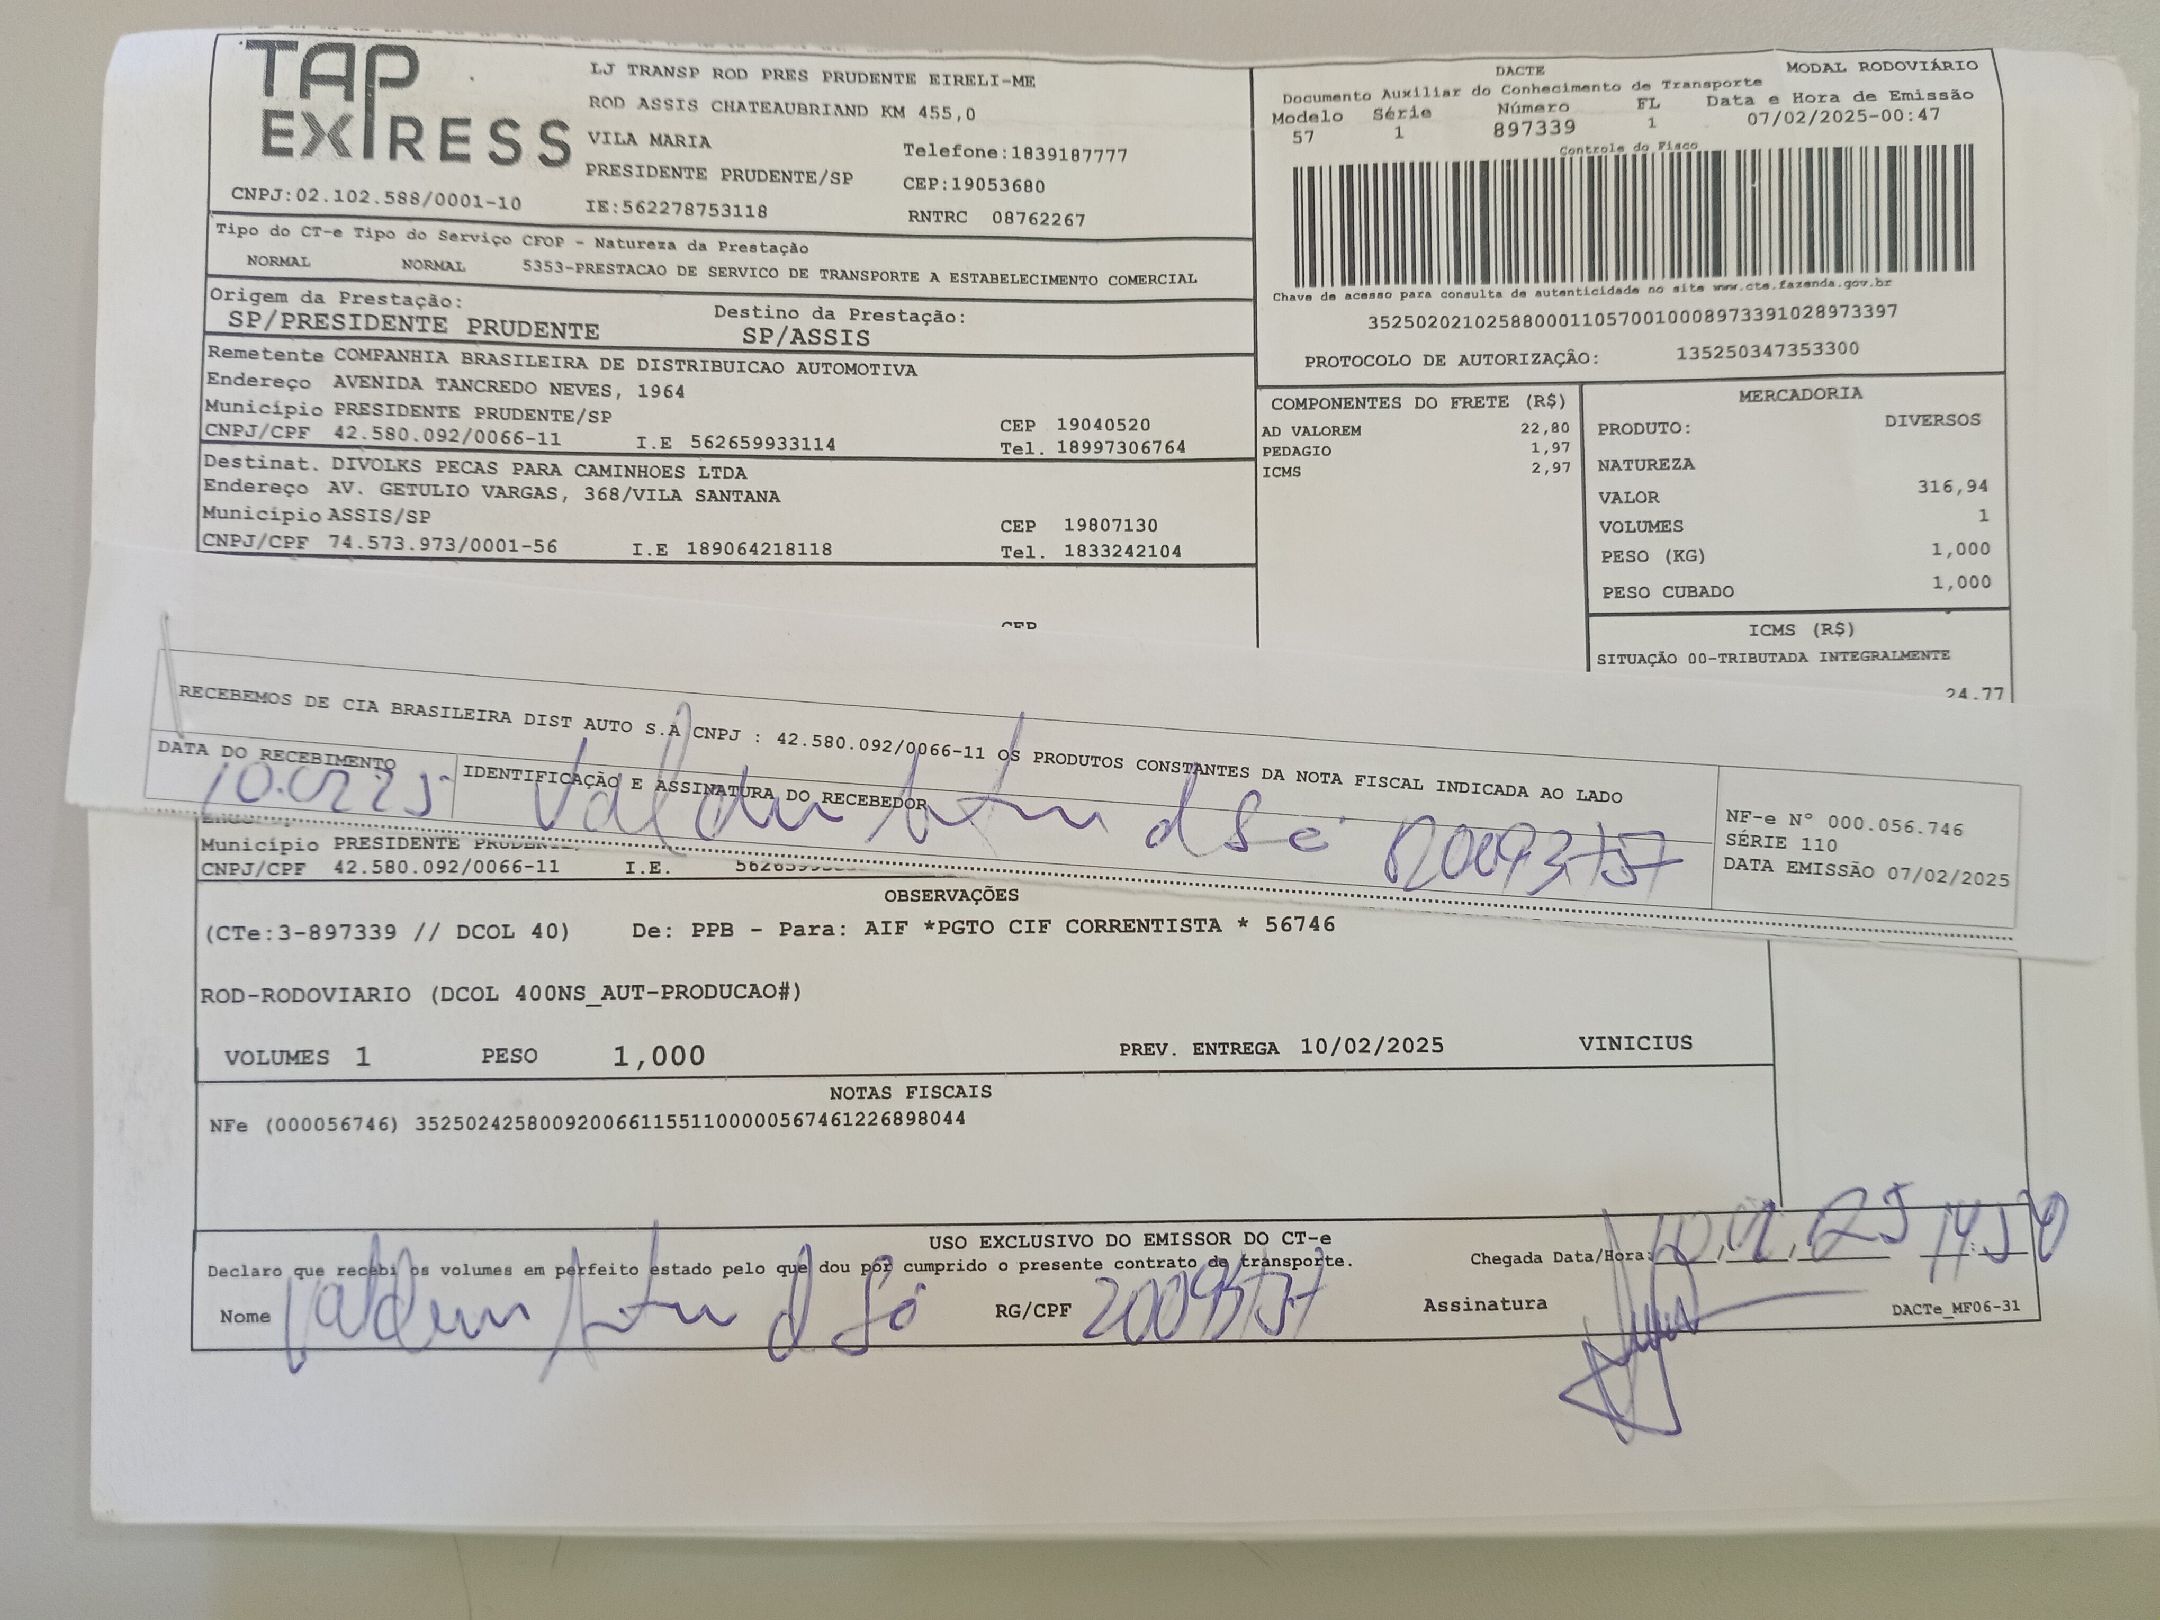 TAP EXPRESS
LJ TRANSP ROD PRES PRUDENTE EIRELI-ME
ROD ASSIS CHATEAUBRIAND KM 455,0
VILA MARIA
Telefone:1839187777
PRESIDENTE PRUDENTE/SP
CEP:19053680
CNPJ:02.102.588/0001-10
IE:562278753118
RNTRC 08762267
DACTE
MODAL RODOVIÁRIO
Documento Auxiliar do Conhecimento de Transporte
Modelo Série Número FL Data e Hora de Emissão
57 1 897339 1 07/02/2025-00:47
Controle do Fisco
Chave de acesso para consulta de autenticidade no site www.cte.fazenda.gov.br
35250202102588000110570010008973391028973397
PROTOCOLO DE AUTORIZAÇÃO: 135250347353300
Tipo do CT-e Tipo do Serviço CFOP - Natureza da Prestação
NORMAL NORMAL 5353-PRESTACAO DE SERVICO DE TRANSPORTE A ESTABELECIMENTO COMERCIAL
Origem da Prestação: Destino da Prestação:
SP/PRESIDENTE PRUDENTE SP/ASSIS
Remetente COMPANHIA BRASILEIRA DE DISTRIBUICAO AUTOMOTIVA
Endereço AVENIDA TANCREDO NEVES, 1964
Município PRESIDENTE PRUDENTE/SP CEP 19040520
CNPJ/CPF 42.580.092/0066-11 I.E 562659933114 Tel. 18997306764
Destinat. DIVOLKS PECAS PARA CAMINHOES LTDA
Endereço AV. GETULIO VARGAS, 368/VILA SANTANA
Município ASSIS/SP CEP 19807130
CNPJ/CPF 74.573.973/0001-56 I.E 189064218118 Tel. 1833242104
CEP
COMPONENTES DO FRETE (R$)
AD VALOREM 22,80
PEDAGIO 1,97
ICMS 2,97
MERCADORIA
PRODUTO: DIVERSOS
NATUREZA
VALOR 316,94
VOLUMES 1
PESO (KG) 1,000
PESO CUBADO 1,000
ICMS (R$)
SITUAÇÃO 00-TRIBUTADA INTEGRALMENTE
24.77
RECEBEMOS DE CIA BRASILEIRA DIST AUTO S.A CNPJ : 42.580.092/0066-11 OS PRODUTOS CONSTANTES DA NOTA FISCAL INDICADA AO LADO
DATA DO RECEBIMENTO
IDENTIFICAÇÃO E ASSINATURA DO RECEBEDOR
NF-e N° 000.056.746
SÉRIE 110
DATA EMISSÃO 07/02/2025
Município PRESIDENTE
CNPJ/CPF 42.580.092/0066-11 I.E.
OBSERVAÇÕES
(CTe:3-897339 // DCOL 40) De: PPB - Para: AIF *PGTO CIF CORRENTISTA * 56746
ROD-RODOVIARIO (DCOL 400NS_AUT-PRODUCAO#)
VOLUMES 1 PESO 1,000 PREV. ENTREGA 10/02/2025 VINICIUS
NOTAS FISCAIS
NFe (000056746) 35250242580092006611551100000567461226898044
USO EXCLUSIVO DO EMISSOR DO CT-e
Declaro que recebi os volumes em perfeito estado pelo que dou por cumprido o presente contrato de transporte.
Chegada Data/Hora:
Nome RG/CPF Assinatura DACTe_MF06-31